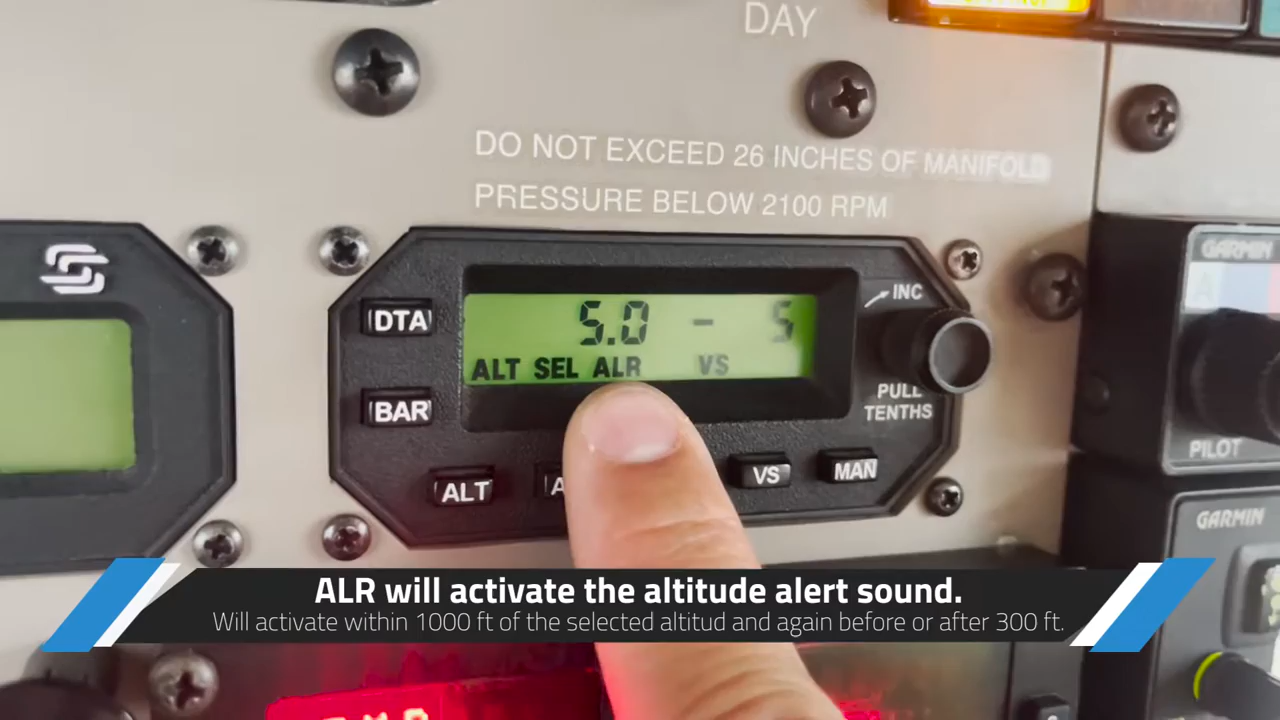 DAY
DO NOT EXCEED 26 INCHES OF MANIFOLD
PRESSURE BELOW 2100 RPM
GARMIN
INC
DTA
5.0 - 5
ALT SEL ALR VS
BAR
PULL
TENTHS
PILOT
ALT
VS
MAN
GARMIN
ALR will activate the altitude alert sound.
Will activate within 1000 ft of the selected altitud and again before or after 300 ft.